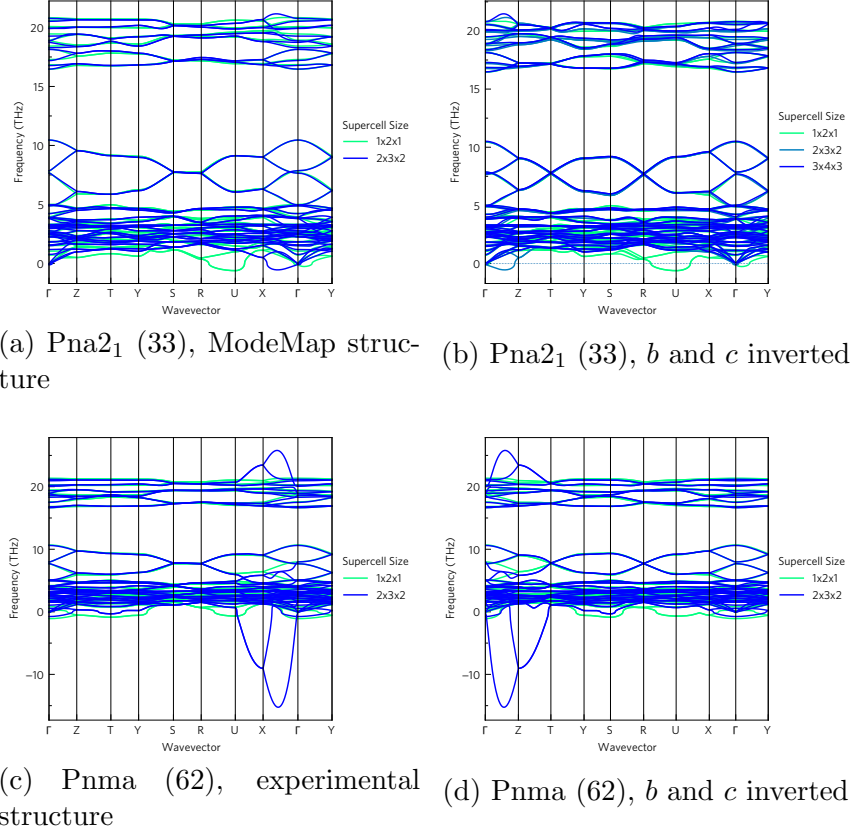 20
15
10
5
0
Frequency (THz)
Γ Z T Y S R U X Γ Y
Wavevector
Supercell Size
1x2x1
2x3x2
(a) Pna2₁ (33), ModeMap struc-
ture
20
15
10
5
0
Frequency (THz)
Γ Z T Y S R U X Γ Y
Wavevector
Supercell Size
1x2x1
2x3x2
3x4x3
(b) Pna2₁ (33), b and c inverted
20
10
0
−10
Frequency (THz)
Γ Z T Y S R U X Γ Y
Wavevector
Supercell Size
1x2x1
2x3x2
(c) Pnma (62), experimental
structure
20
10
0
−10
Frequency (THz)
Γ Z T Y S R U X Γ Y
Wavevector
Supercell Size
1x2x1
2x3x2
(d) Pnma (62), b and c inverted